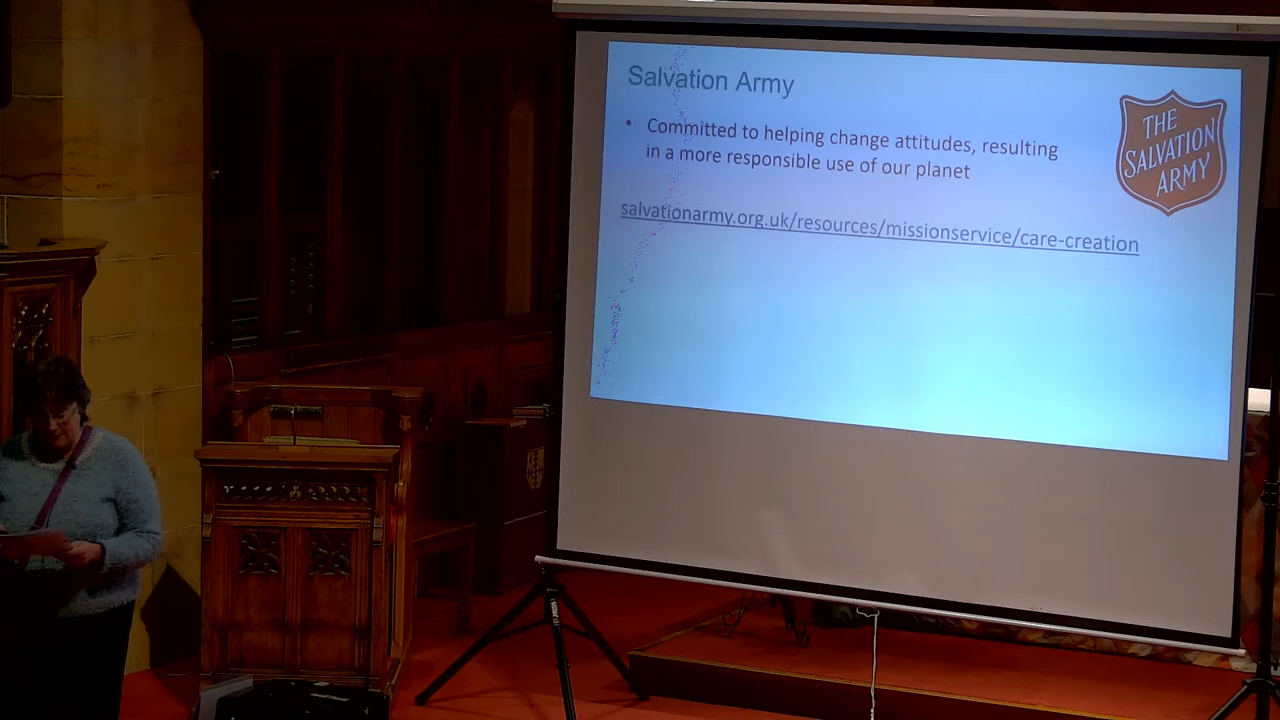 Salvation Army
• Committed to helping change attitudes, resulting
in a more responsible use of our planet
salvationarmy.org.uk/resources/missionservice/care-creation
THE
SALVATION
ARMY